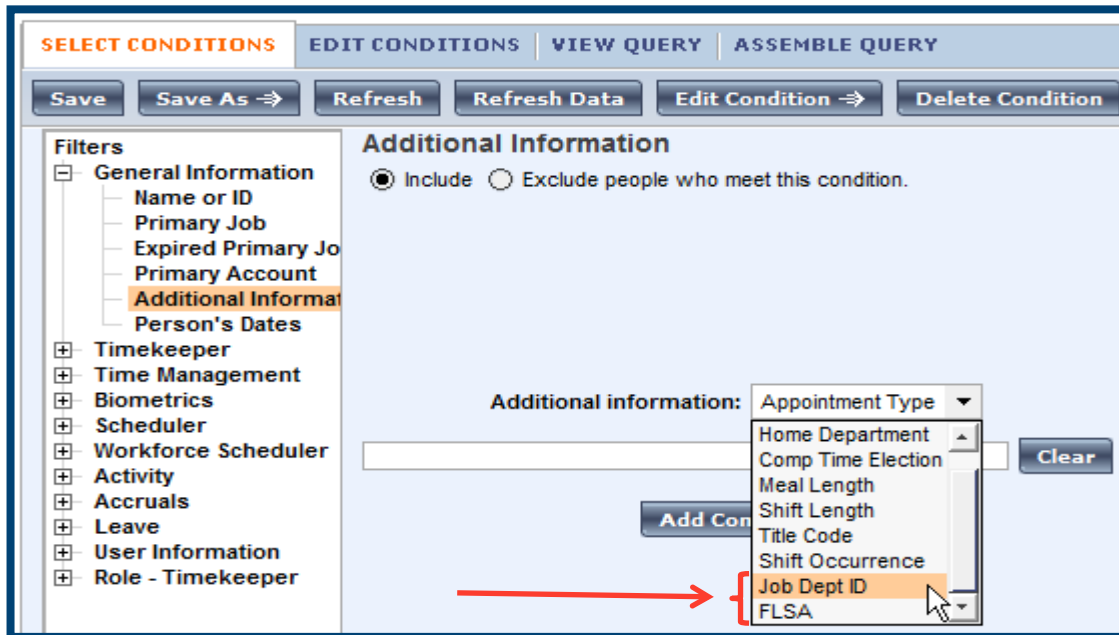 SELECT CONDITIONS EDIT CONDITIONS VIEW QUERY ASSEMBLE QUERY
Save Save As Refresh Refresh Data Edit Condition Delete Condition
Filters
General Information
Name or ID
Primary Job
Expired Primary Jo
Primary Account
Additional Informat
Person's Dates
Timekeeper
Time Management
Biometrics
Scheduler
Workforce Scheduler
Activity
Accruals
Leave
User Information
Role - Timekeeper
Additional Information
Include Exclude people who meet this condition.
Additional information: Appointment Type
Home Department
Comp Time Election
Meal Length
Shift Length
Title Code
Shift Occurrence
Job Dept ID
FLSA
Clear
Add Con